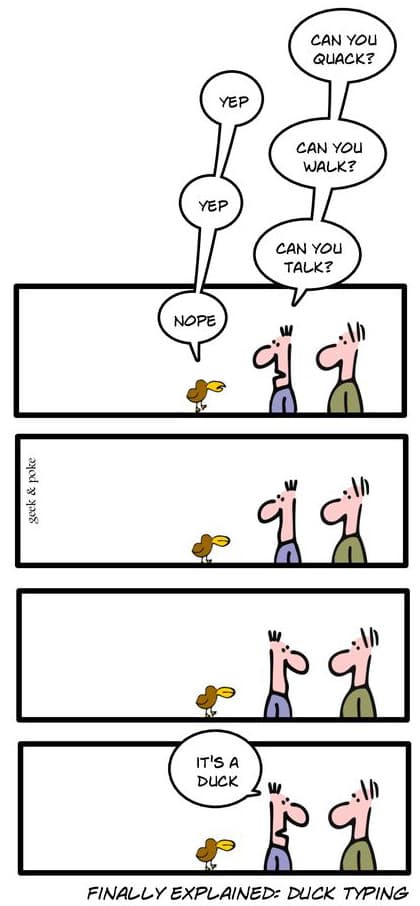 CAN YOU
QUACK?
YEP
CAN YOU
WALK?
YEP
CAN YOU
TALK?
NOPE
geek & poke
IT'S A
DUCK
FINALLY EXPLAINED: DUCK TYPING